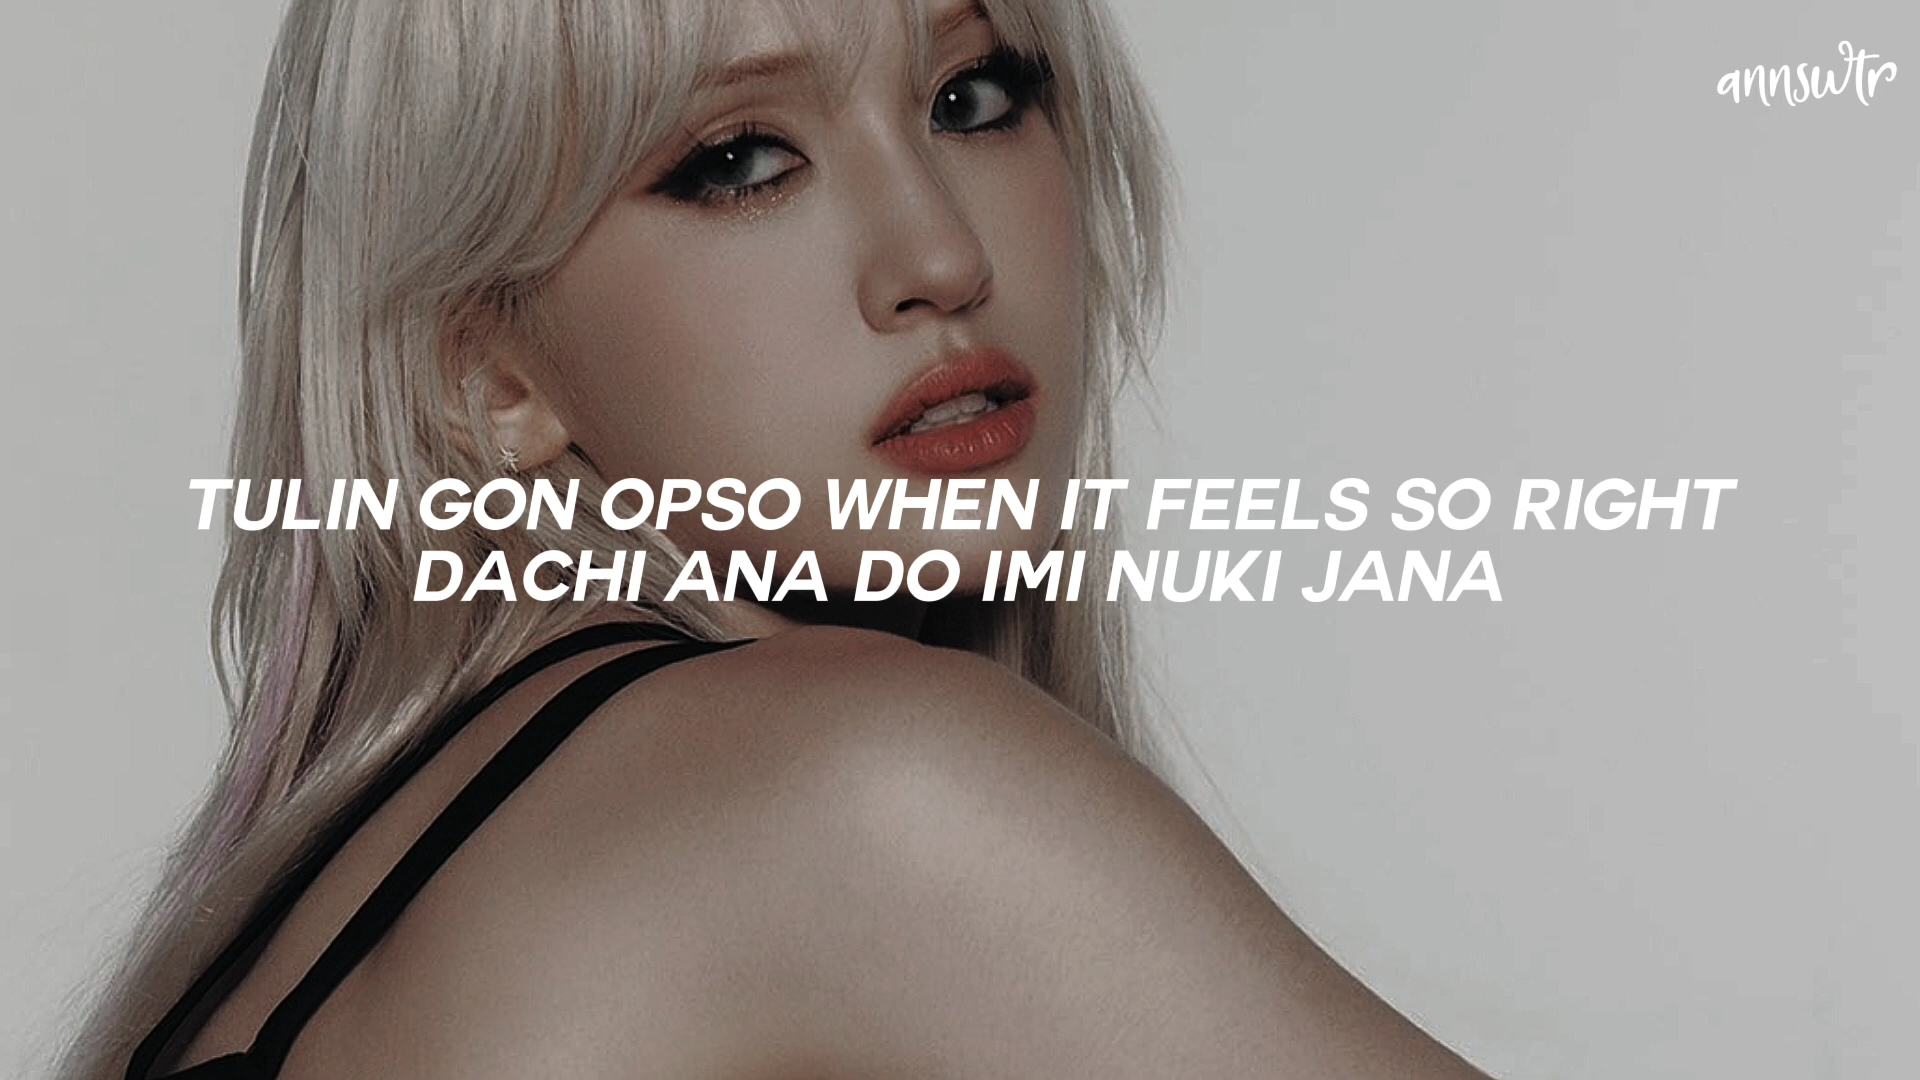 annswtr
TULIN GON OPSO WHEN IT FEELS SO RIGHT
DACHI ANA DO IMI NUKI JANA